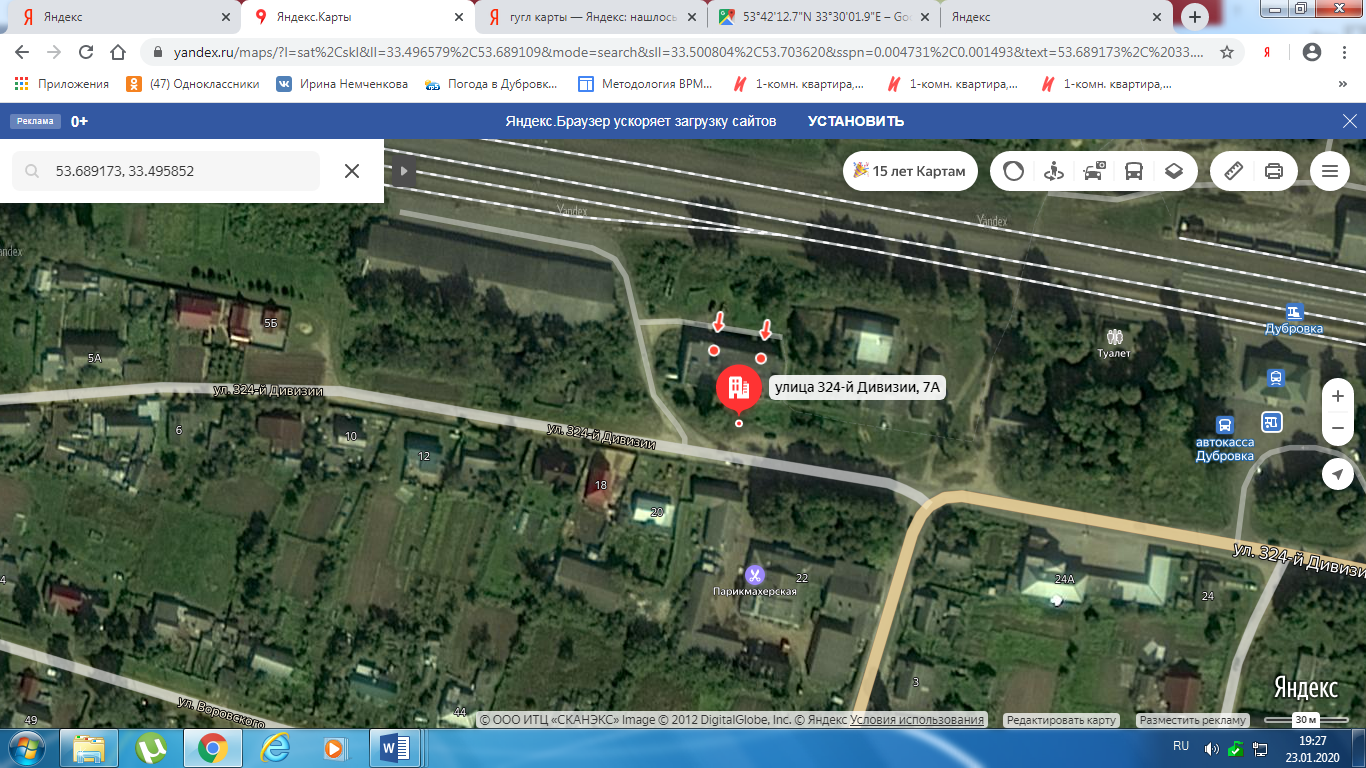 Яндекс
Яндекс.Карты
гугл карты — Яндекс: нашлось
53°42'12.7"N 33°30'01.9"E – Goo
Яндекс
yandex.ru/maps/?l=sat%2Cskl&ll=33.496579%2C53.689109&mode=search&sll=33.500804%2C53.703620&sspn=0.004731%2C0.001493&text=53.689173%2C%2033....
Приложения
(47) Одноклассники
Ирина Немченкова
Погода в Дубровк...
Методология ВРМ...
1-комн. квартира,...
1-комн. квартира,...
1-комн. квартира,...
Реклама
0+
Яндекс.Браузер ускоряет загрузку сайтов
УСТАНОВИТЬ
53.689173, 33.495852
15 лет Картам
Yandex
Yandex
andex
5Б
5А
Дубровка
Туалет
улица 324-й Дивизии, 7А
ул. 324-й Дивизии
6
10
ул. 324-й Дивизии
12
автокасса
Дубровка
18
20
ул. 324-й Дивизи
Парикмахерская
22
24А
24
4
3
ул. Воровского
49
44
Яндекс
© ООО ИТЦ «СКАНЭКС» Image © 2012 DigitalGlobe, Inc. © Яндекс Условия использования
Редактировать карту
Разместить рекламу
30 м
RU
19:27
23.01.2020